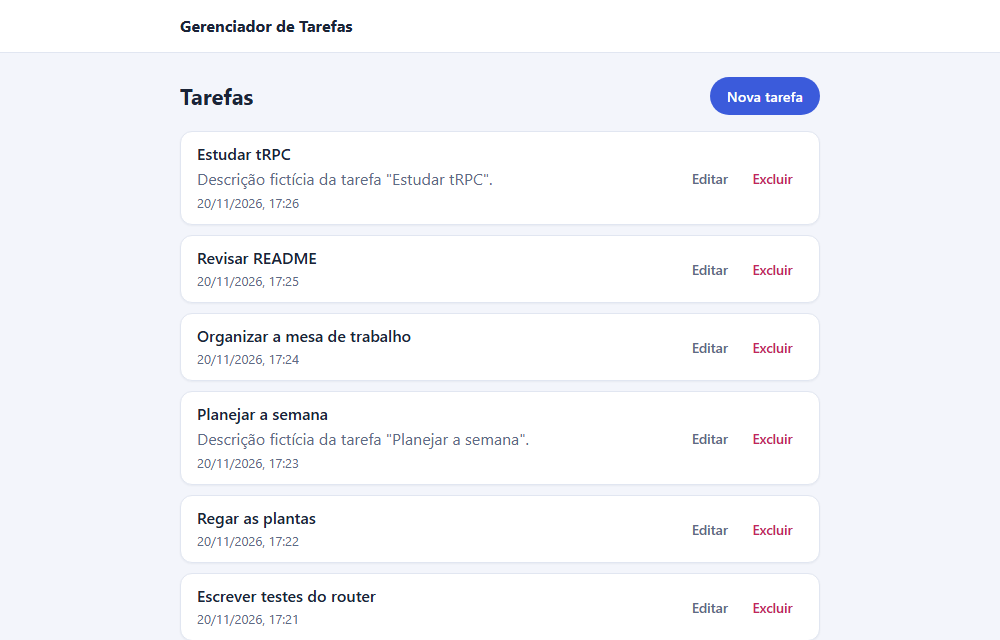 Gerenciador de Tarefas
Tarefas
Nova tarefa
Estudar tRPC
Descrição fictícia da tarefa "Estudar tRPC".
20/11/2026, 17:26
Editar
Excluir
Revisar README
20/11/2026, 17:25
Editar
Excluir
Organizar a mesa de trabalho
20/11/2026, 17:24
Editar
Excluir
Planejar a semana
Descrição fictícia da tarefa "Planejar a semana".
20/11/2026, 17:23
Editar
Excluir
Regar as plantas
20/11/2026, 17:22
Editar
Excluir
Escrever testes do router
20/11/2026, 17:21
Editar
Excluir